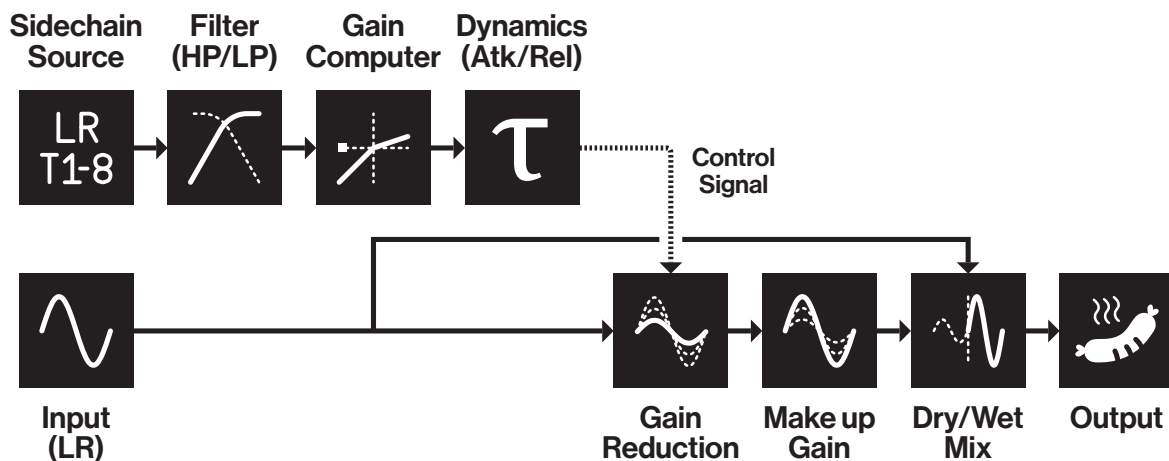 Sidechain
Source
Filter
(HP/LP)
Gain
Computer
Dynamics
(Atk/Rel)
LR
T1-8
τ
Control
Signal
Input
(LR)
Gain
Reduction
Make up
Gain
Dry/Wet
Mix
Output